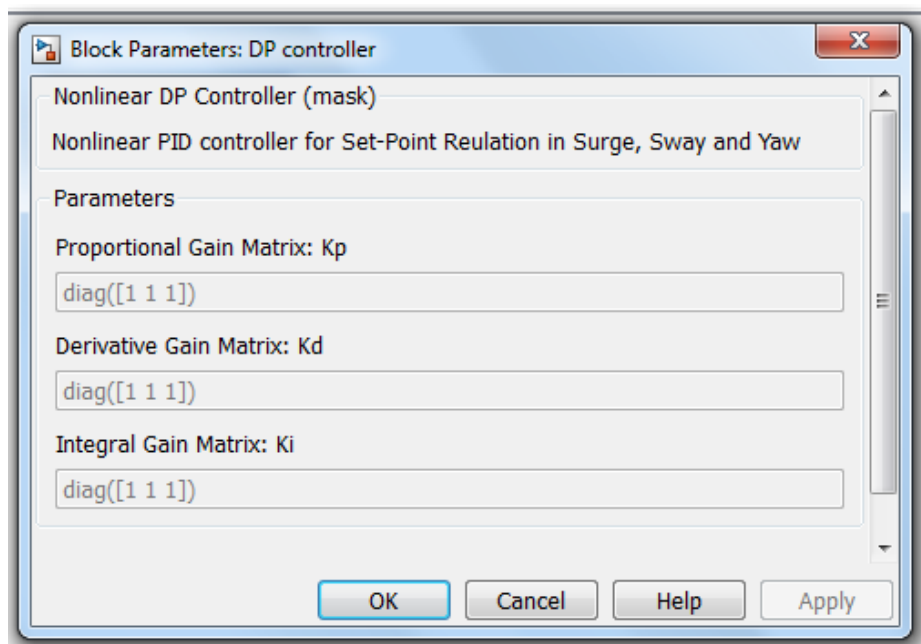 Block Parameters: DP controller
Nonlinear DP Controller (mask)
Nonlinear PID controller for Set-Point Reulation in Surge, Sway and Yaw
Parameters
Proportional Gain Matrix: Kp
diag([1 1 1])
Derivative Gain Matrix: Kd
diag([1 1 1])
Integral Gain Matrix: Ki
diag([1 1 1])
OK Cancel Help Apply